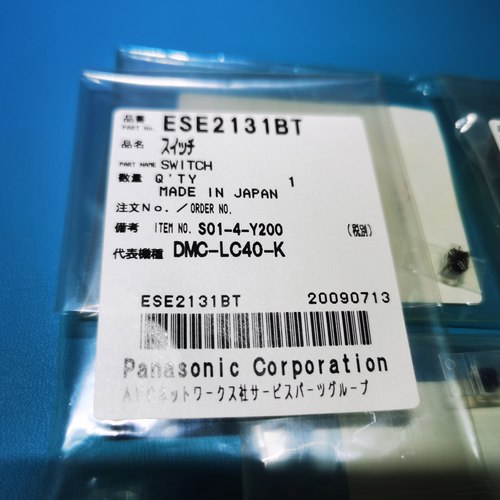 品番 PART No. ESE2131BT
品名 スイッチ
PART NAME SWITCH
数量 Q'TY 1
MADE IN JAPAN
注文No./ORDER NO.
備考 ITEM NO. S01-4-Y200 (税別)
代表機種 DMC-LC40-K
ESE2131BT 20090713
Panasonic Corporation
AVCネットワークス社サービスパーツグループ